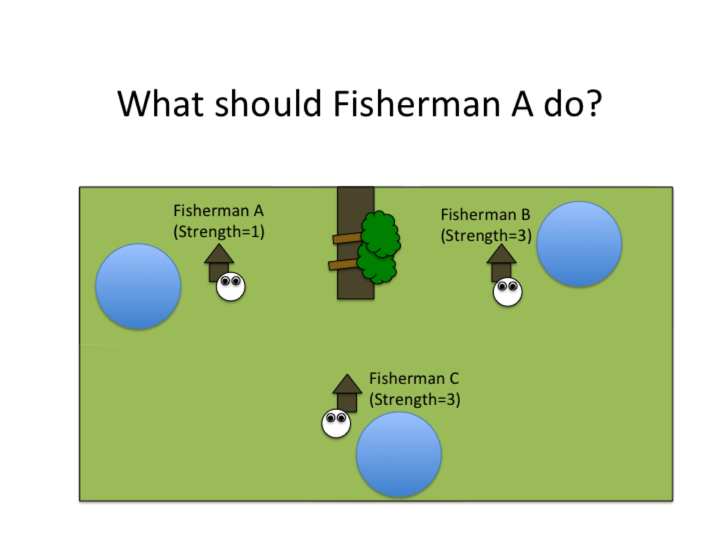 What should Fisherman A do?
Fisherman A
(Strength=1)
Fisherman B
(Strength=3)
Fisherman C
(Strength=3)